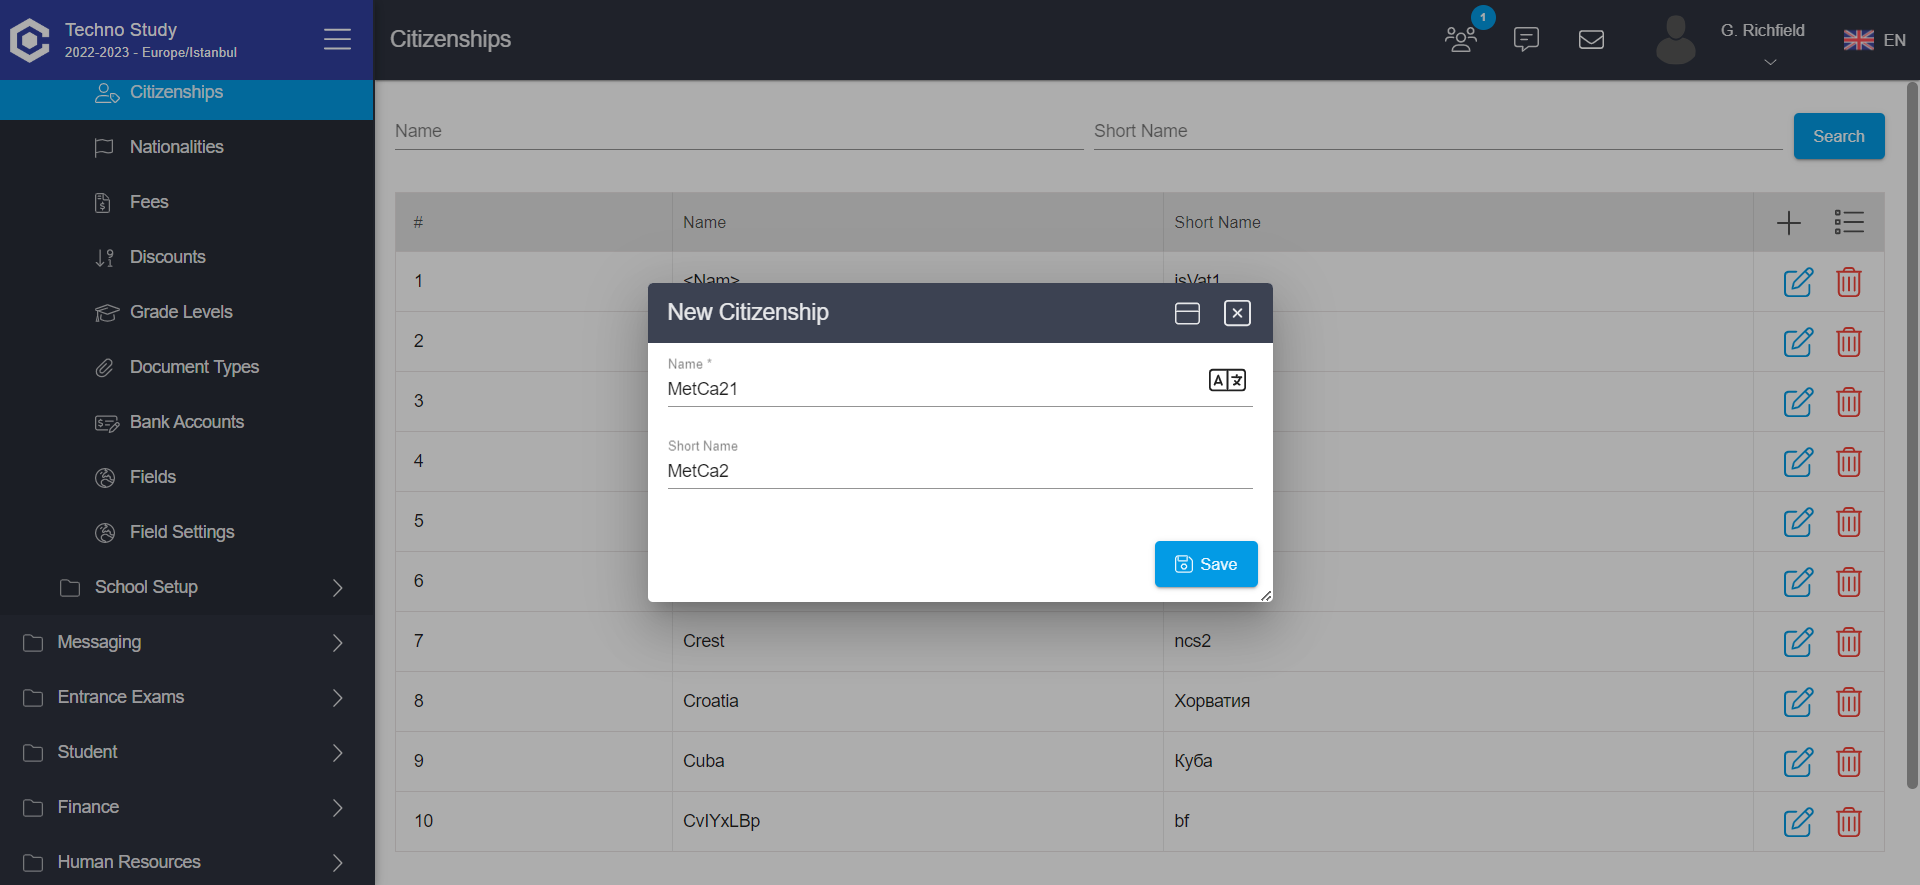 Techno Study
2022-2023 - Europe/Istanbul
Citizenships
1
G. Richfield
EN
Citizenships
Nationalities
Fees
Discounts
Grade Levels
Document Types
Bank Accounts
Fields
Field Settings
School Setup
Messaging
Entrance Exams
Student
Finance
Human Resources
Name
Short Name
Search
# Name Short Name
1 <Nam> isVat1
2
3
4
5
6
7 Crest ncs2
8 Croatia Хорватия
9 Cuba Куба
10 CvIYxLBp bf
New Citizenship
Name *
MetCa21
A
Short Name
MetCa2
Save